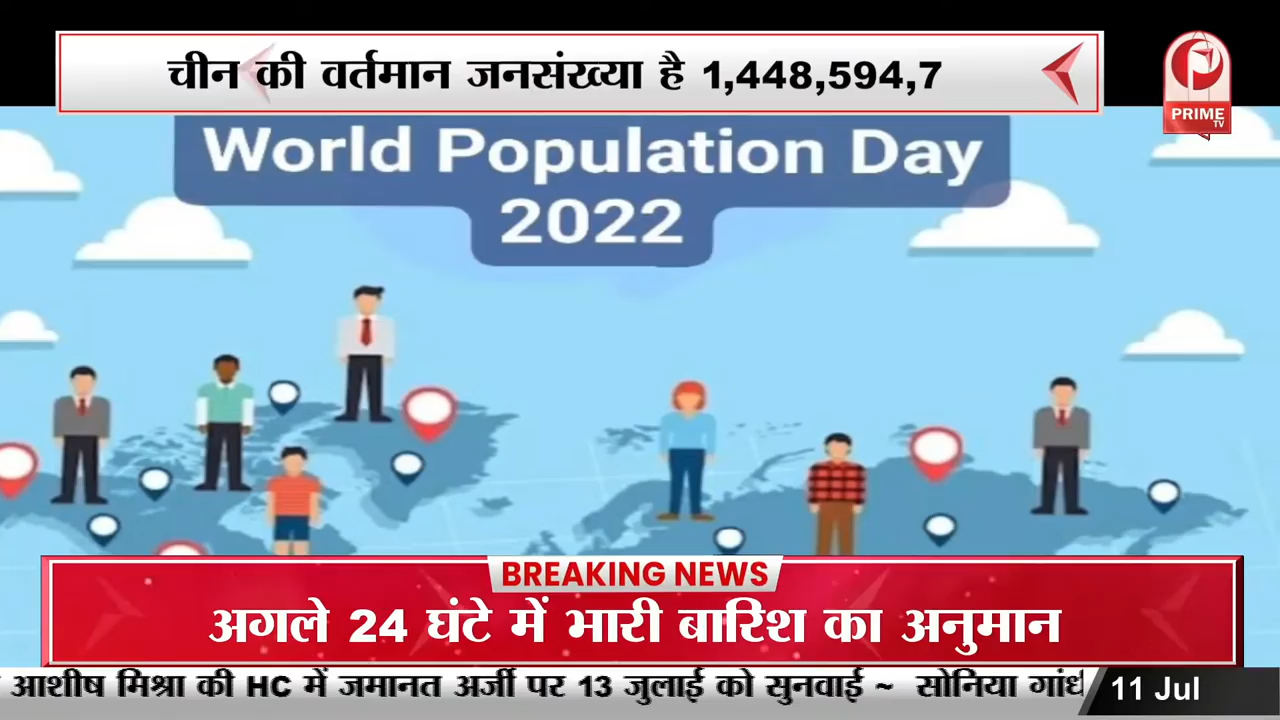 चीन की वर्तमान जनसंख्या है 1,448,594,7
PRIME
TV
World Population Day
2022
BREAKING NEWS
अगले 24 घंटे में भारी बारिश का अनुमान
आशीष मिश्रा की HC में जमानत अर्जी पर 13 जुलाई को सुनवाई ~ सोनिया गांध
11 Jul